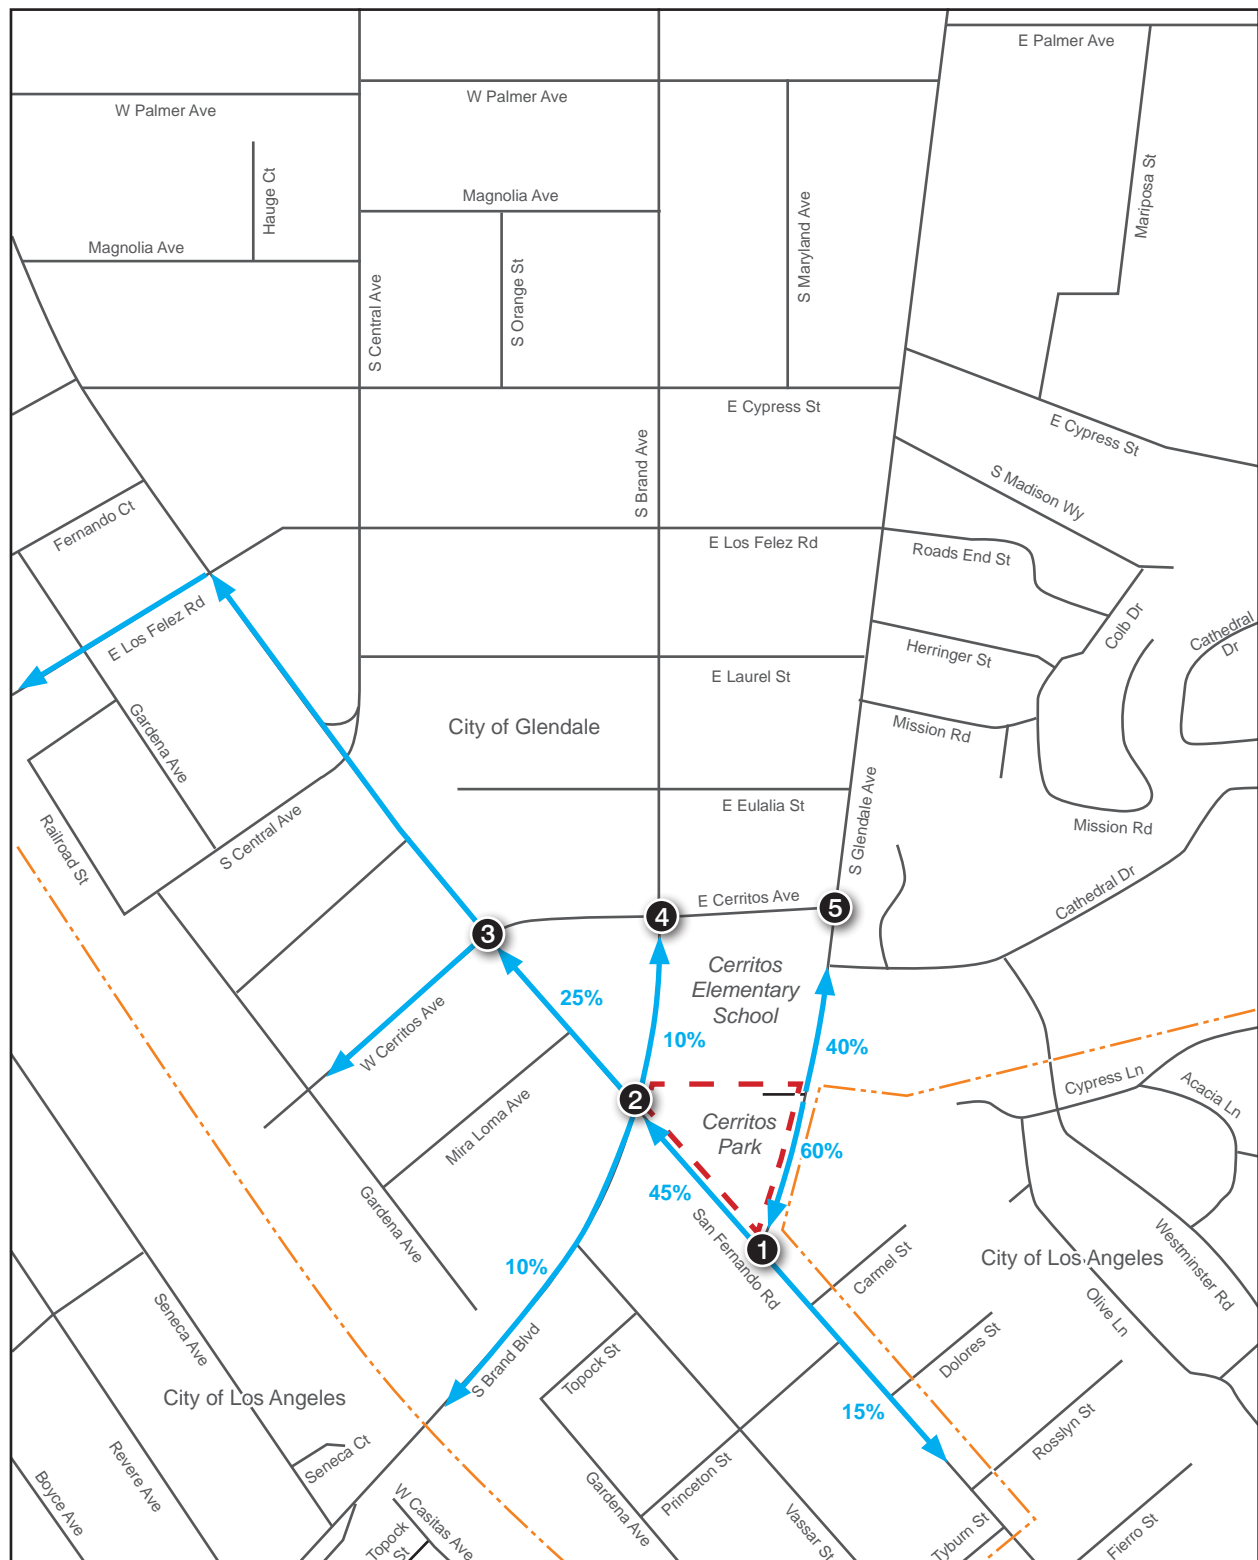 E Palmer Ave
W Palmer Ave
W Palmer Ave
Hauge Ct
Magnolia Ave
Magnolia Ave
S Maryland Ave
Mariposa St
S Central Ave
S Orange St
E Cypress St
E Cypress St
S Brand Ave
S Madison Wy
Fernando Ct
E Los Felez Rd
Roads End St
E Los Felez Rd
Colb Dr
Cathedral
Dr
Herringer St
E Laurel St
Gardena Ave
City of Glendale
Mission Rd
E Eulalia St
S Glendale Ave
Mission Rd
Railroad St
S Central Ave
Cathedral Dr
E Cerritos Ave
5
4
3
Cerritos
Elementary
School
25%
10%
40%
W Cerritos Ave
Cypress Ln
Acacia Ln
2
Mira Loma Ave
Cerritos
Park
60%
45%
San Fernando Rd
Gardena Ave
1
Carmel St
City of Los Angeles
Westminster Rd
Olive Ln
10%
Seneca Ave
S Brand Blvd
Topock St
Dolores St
City of Los Angeles
15%
Rosslyn St
Seneca Ct
Revere Ave
Boyce Ave
W Casitas Ave
Topock
St
Gardena Ave
Princeton St
Vassar St
Tyburn St
Fierro St